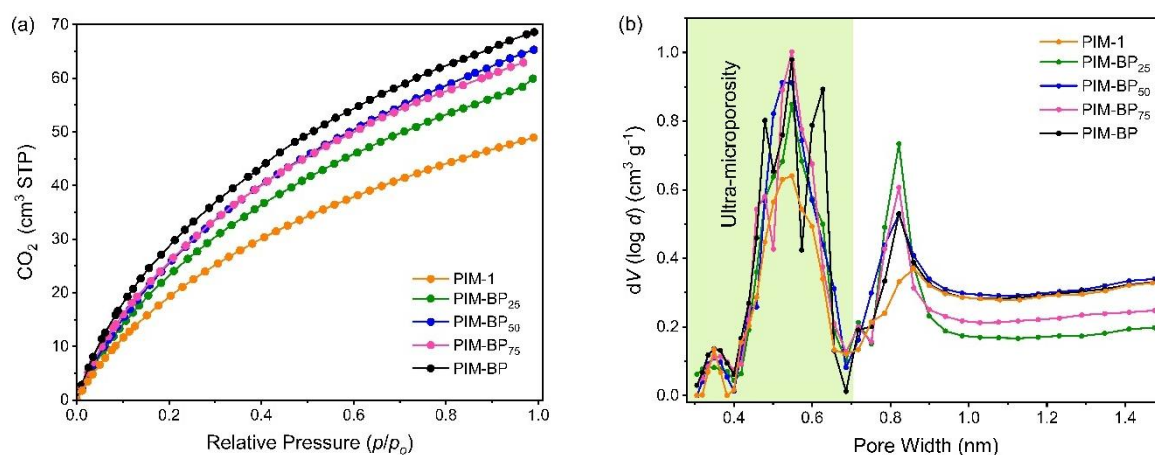 (a)
70
60
50
40
30
20
10
0
CO₂ (cm³ STP)
0.0 0.2 0.4 0.6 0.8 1.0
Relative Pressure (p/pₒ)
PIM-1
PIM-BP₂₅
PIM-BP₅₀
PIM-BP₇₅
PIM-BP
(b)
1.0
0.8
0.6
0.4
0.2
0.0
dV (log d) (cm³ g⁻¹)
Ultra-microporosity
0.4 0.6 0.8 1.0 1.2 1.4
Pore Width (nm)
PIM-1
PIM-BP₂₅
PIM-BP₅₀
PIM-BP₇₅
PIM-BP